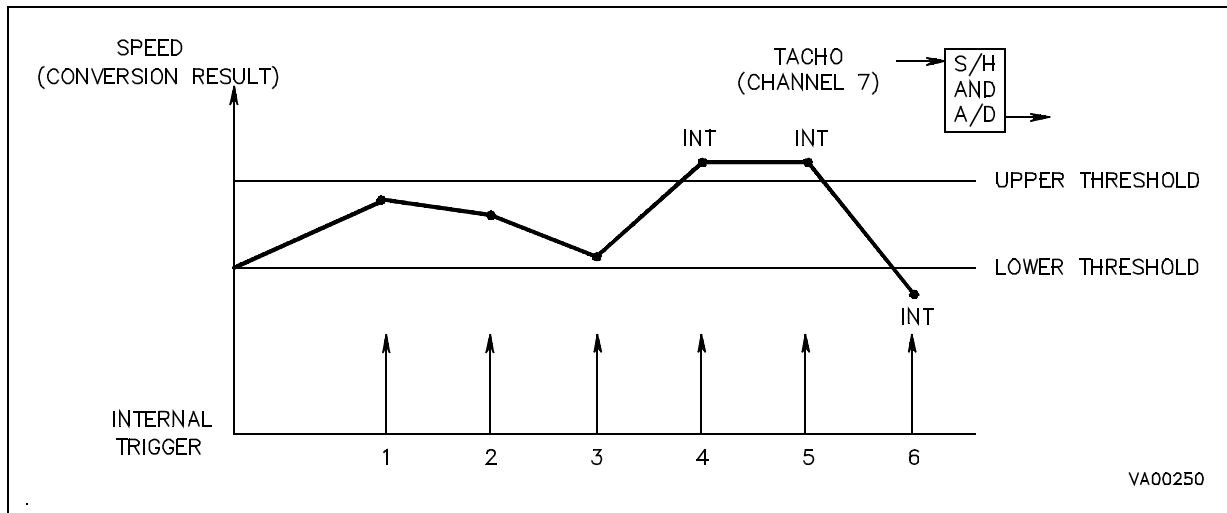 SPEED
(CONVERSION RESULT)
TACHO
(CHANNEL 7)
S/H
AND
A/D
INT
INT
UPPER THRESHOLD
LOWER THRESHOLD
INT
INTERNAL
TRIGGER
1
2
3
4
5
6
VA00250